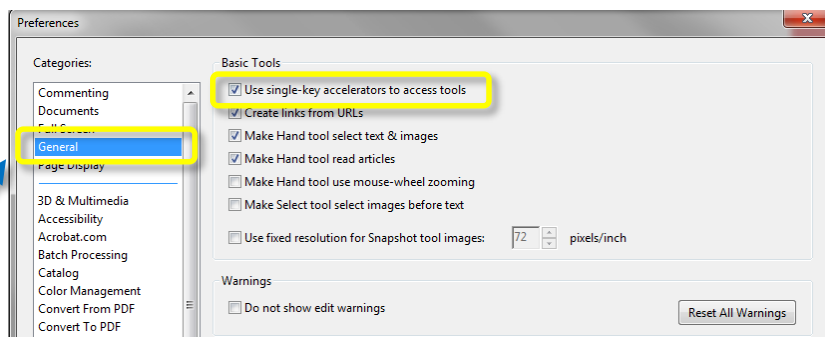 Preferences
Categories:
Commenting
Documents
Full Screen
General
Page Display
3D & Multimedia
Accessibility
Acrobat.com
Batch Processing
Catalog
Color Management
Convert From PDF
Convert To PDF
Basic Tools
Use single-key accelerators to access tools
Create links from URLs
Make Hand tool select text & images
Make Hand tool read articles
Make Hand tool use mouse-wheel zooming
Make Select tool select images before text
Use fixed resolution for Snapshot tool images: 72 pixels/inch
Warnings
Do not show edit warnings
Reset All Warnings